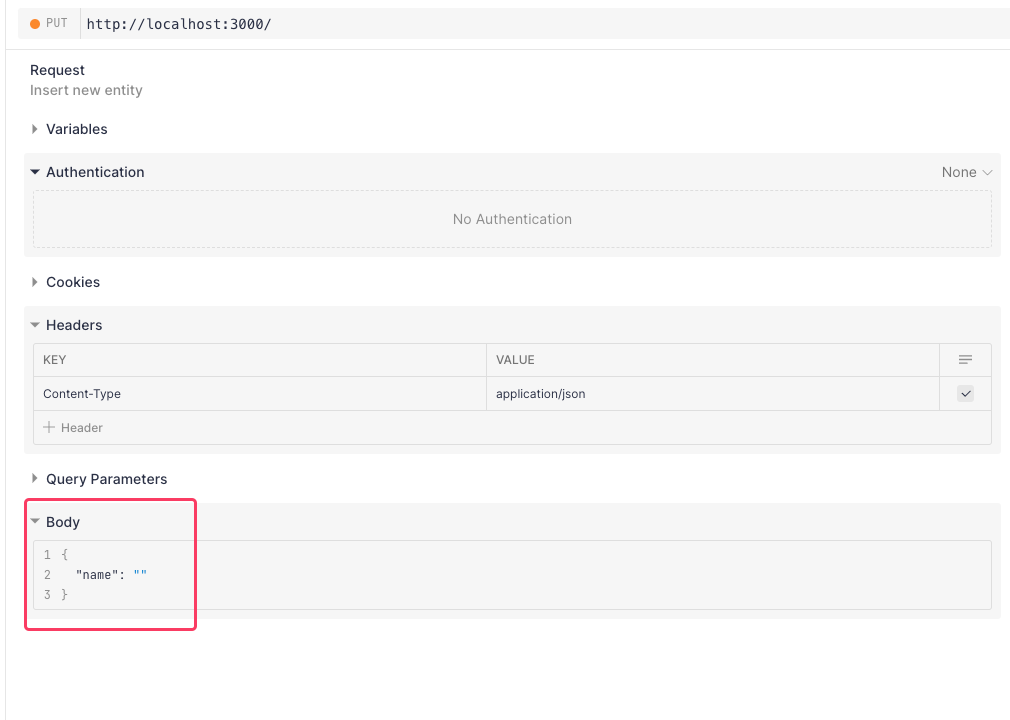 PUT http://localhost:3000/
Request
Insert new entity
Variables
Authentication None
No Authentication
Cookies
Headers
KEY VALUE
Content-Type application/json
Header
Query Parameters
Body
1 {
2 "name": ""
3 }